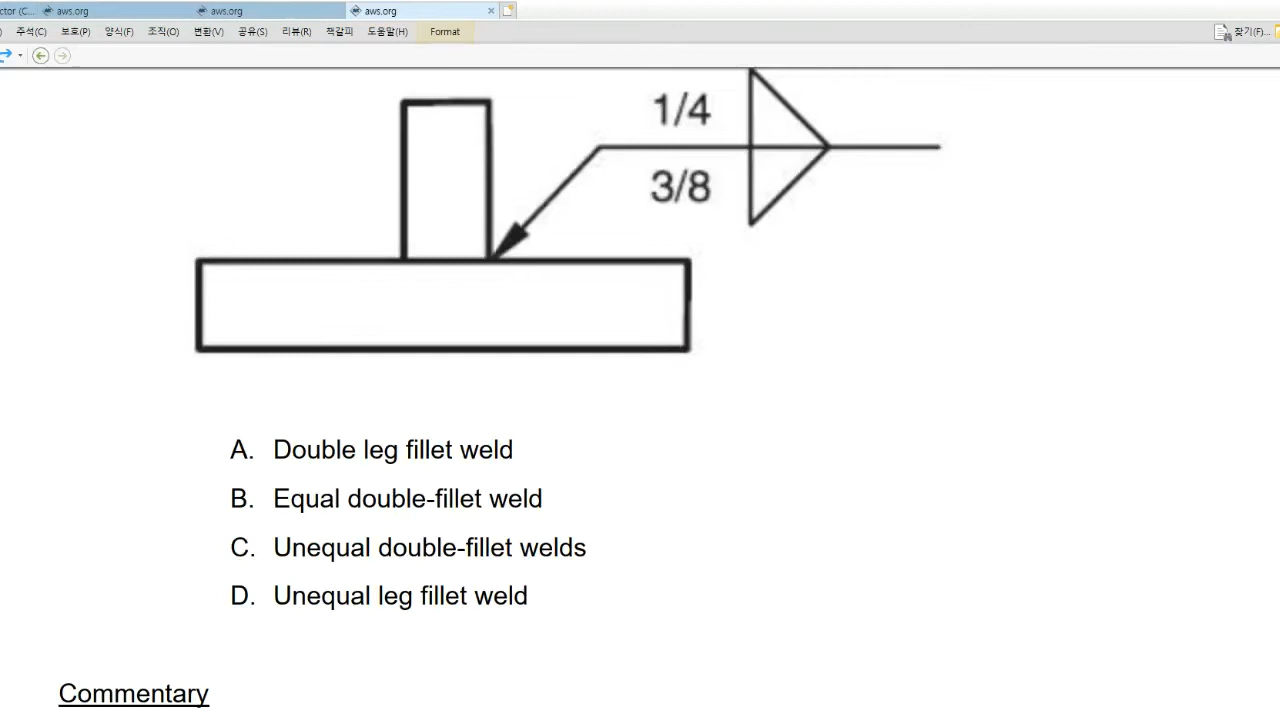 ctor (C... aws.org aws.org aws.org
) 주석(C) 보호(P) 양식(F) 조직(O) 변환(V) 공유(S) 리뷰(R) 책갈피 도움말(H) Format 찾기(F)...
1/4
3/8
A. Double leg fillet weld
B. Equal double-fillet weld
C. Unequal double-fillet welds
D. Unequal leg fillet weld
Commentary